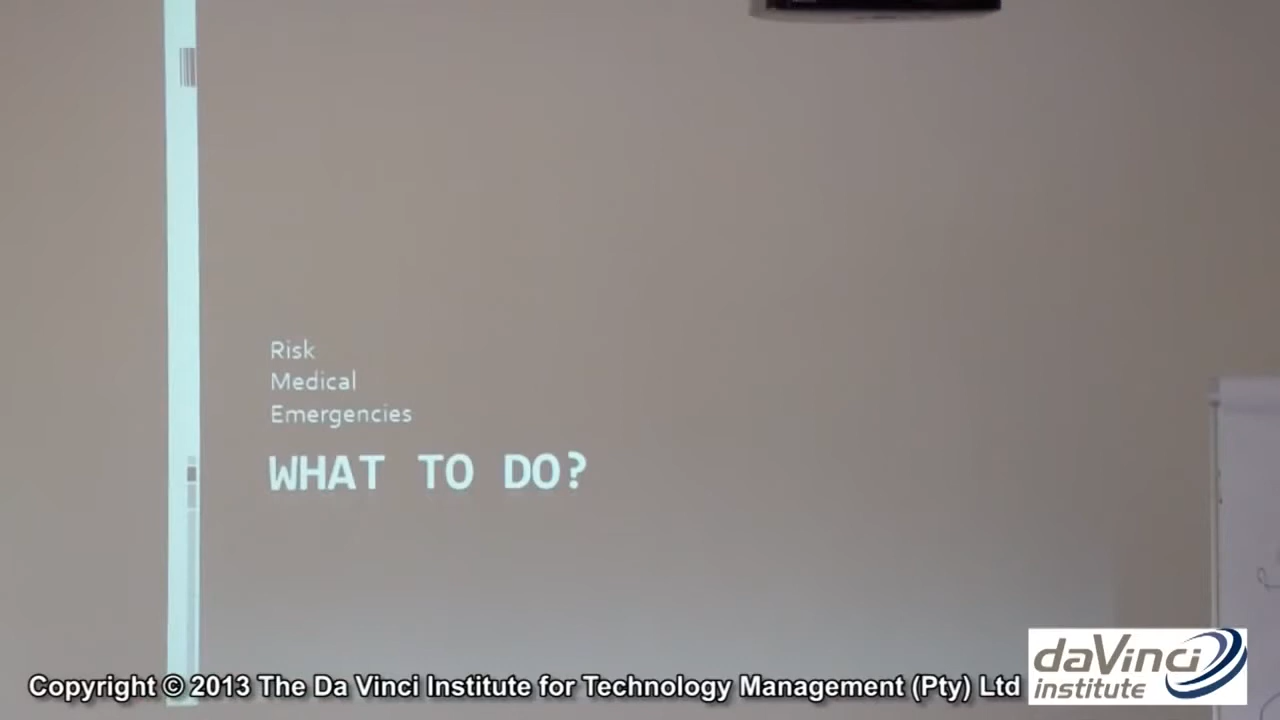 Risk
Medical
Emergencies
WHAT TO DO?
Copyright © 2013 The Da Vinci Institute for Technology Management (Pty) Ltd
daVinci
institute